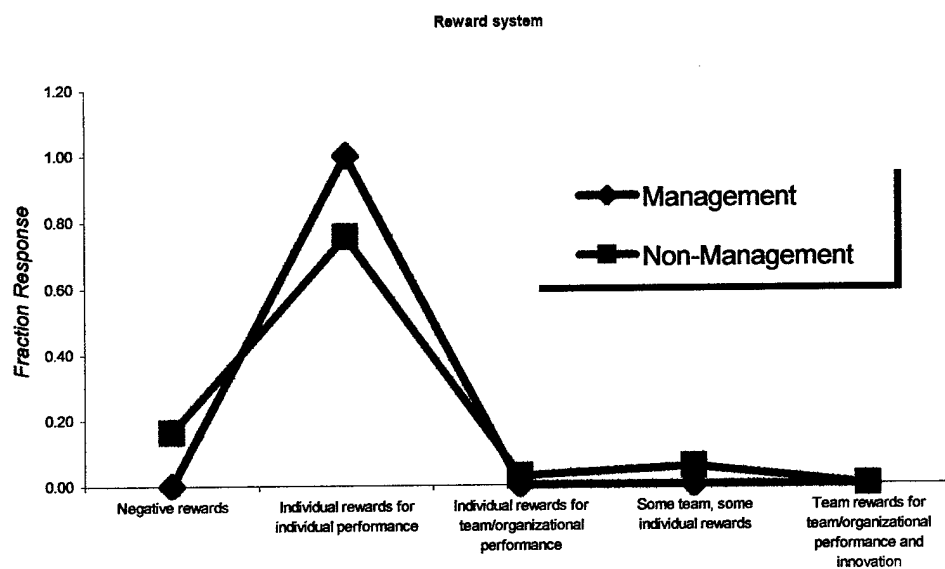 Reward system
1.20
1.00
0.80
0.60
0.40
0.20
0.00
Fraction Response
Management
Non-Management
Negative rewards
Individual rewards for
individual performance
Individual rewards for
team/organizational
performance
Some team, some
individual rewards
Team rewards for
team/organizational
performance and
innovation